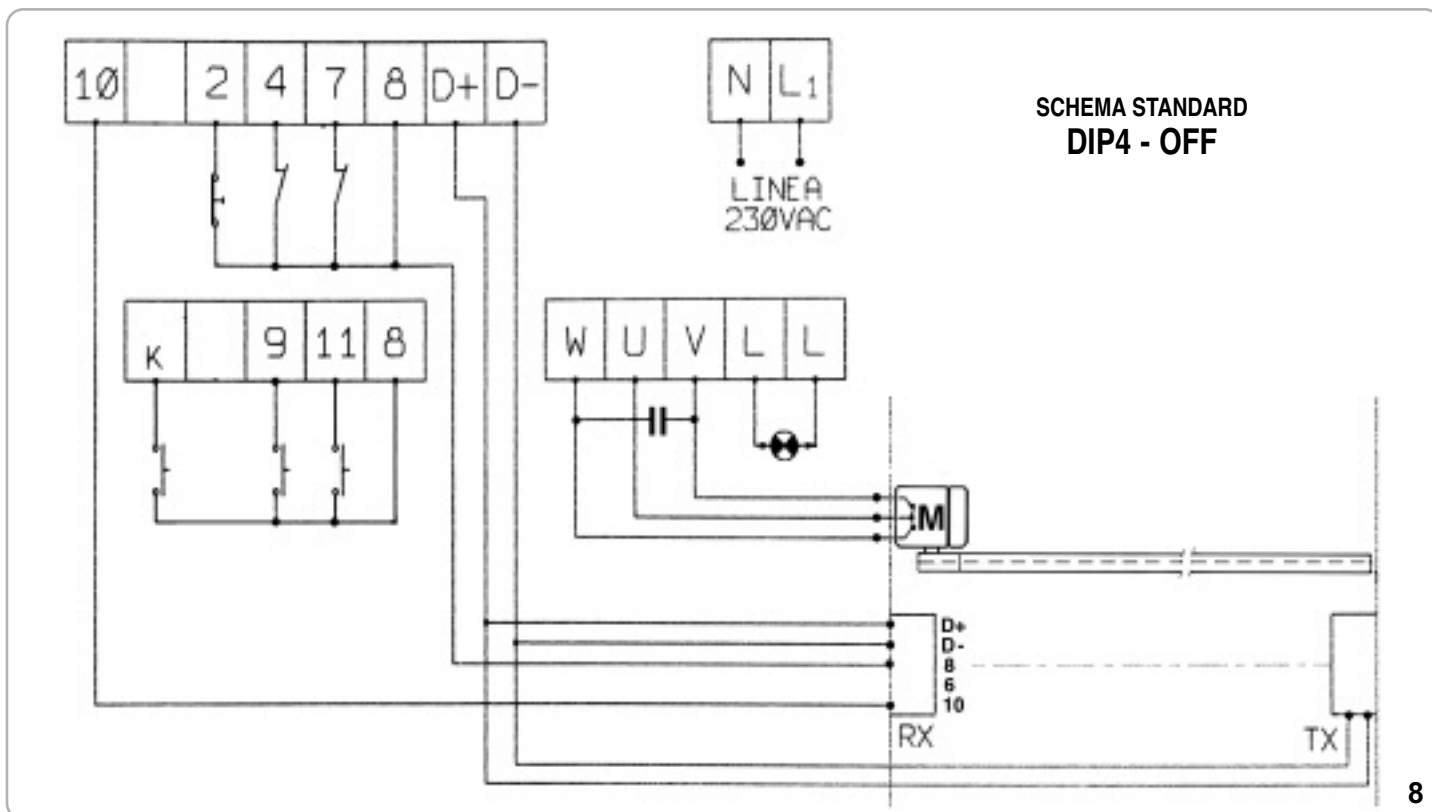 10 2 4 7 8 D+ D-
N L1
SCHEMA STANDARD
DIP4 - OFF
LINEA
230VAC
K 9 11 8
W U V L L
M
D+
D-
8
6
10
RX
TX
8